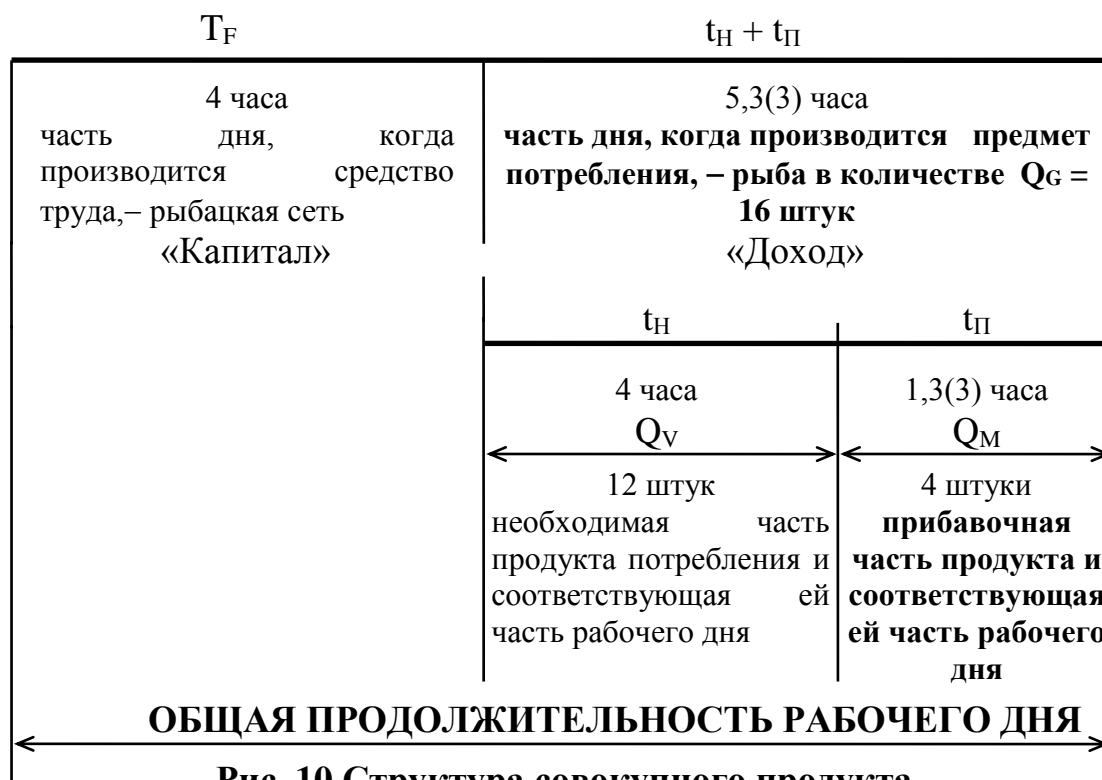 T_F
t_Н + t_П
4 часа
часть дня, когда
производится средство
труда,– рыбацкая сеть
«Капитал»
5,3(3) часа
часть дня, когда производится предмет
потребления, – рыба в количестве Q_G =
16 штук
«Доход»
t_Н
t_П
4 часа
Q_V
12 штук
необходимая часть
продукта потребления и
соответствующая ей
часть рабочего дня
1,3(3) часа
Q_M
4 штуки
прибавочная
часть продукта и
соответствующая
ей часть рабочего
дня
ОБЩАЯ ПРОДОЛЖИТЕЛЬНОСТЬ РАБОЧЕГО ДНЯ
Рис. 10 Структура совокупного продукта